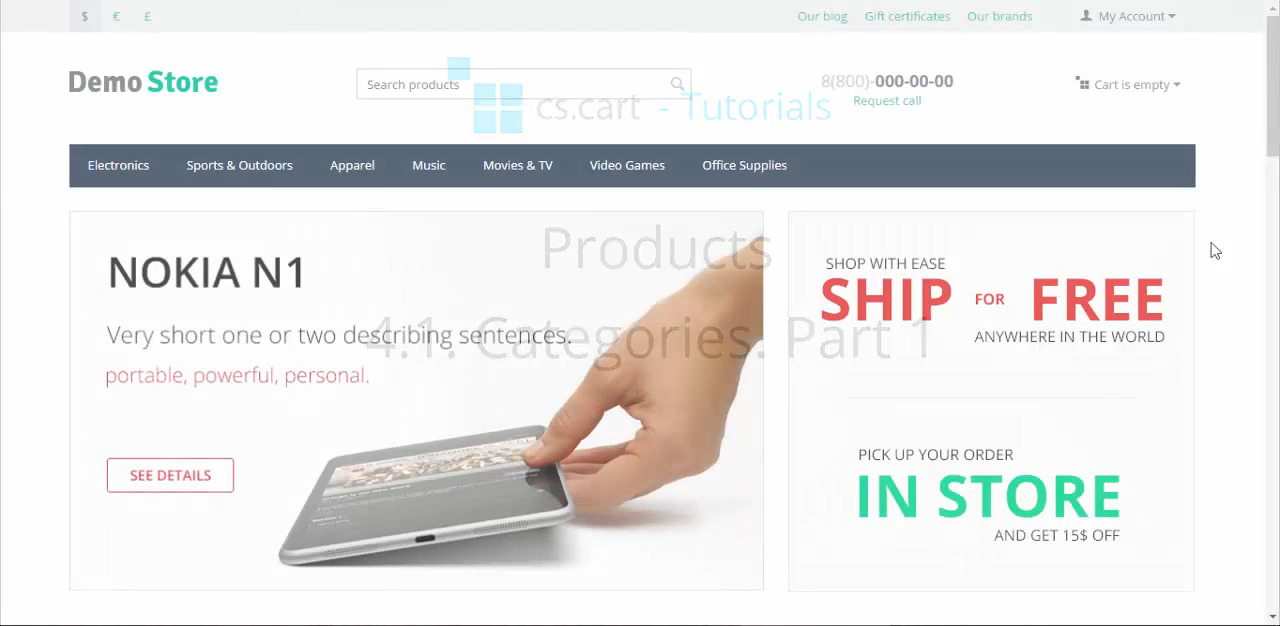 $ € £
Our blog Gift certificates Our brands My Account
Demo Store
Search products
8(800)-000-00-00
Request call
Cart is empty
cs.cart - Tutorials
Electronics Sports & Outdoors Apparel Music Movies & TV Video Games Office Supplies
Products
4.1. Categories. Part 1
NOKIA N1
Very short one or two describing sentences.
portable, powerful, personal.
SEE DETAILS
SHOP WITH EASE
SHIP FOR FREE
ANYWHERE IN THE WORLD
PICK UP YOUR ORDER
IN STORE
AND GET 15$ OFF